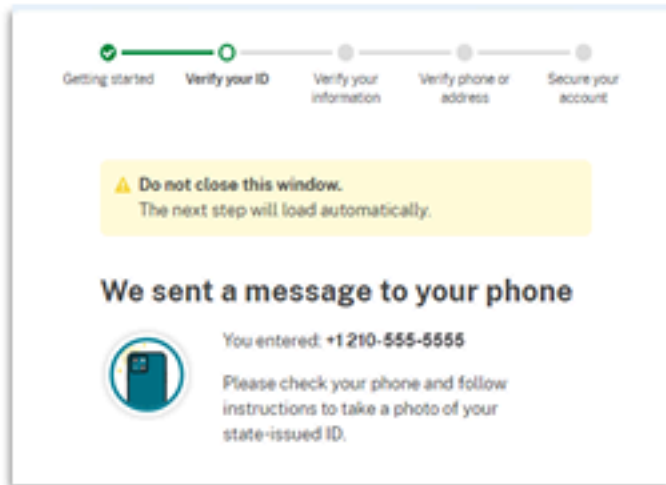 Getting started
Verify your ID
Verify your
information
Verify phone or
address
Secure your
account
Do not close this window.
The next step will load automatically.
We sent a message to your phone
You entered: +1 210-555-5555
Please check your phone and follow
instructions to take a photo of your
state-issued ID.